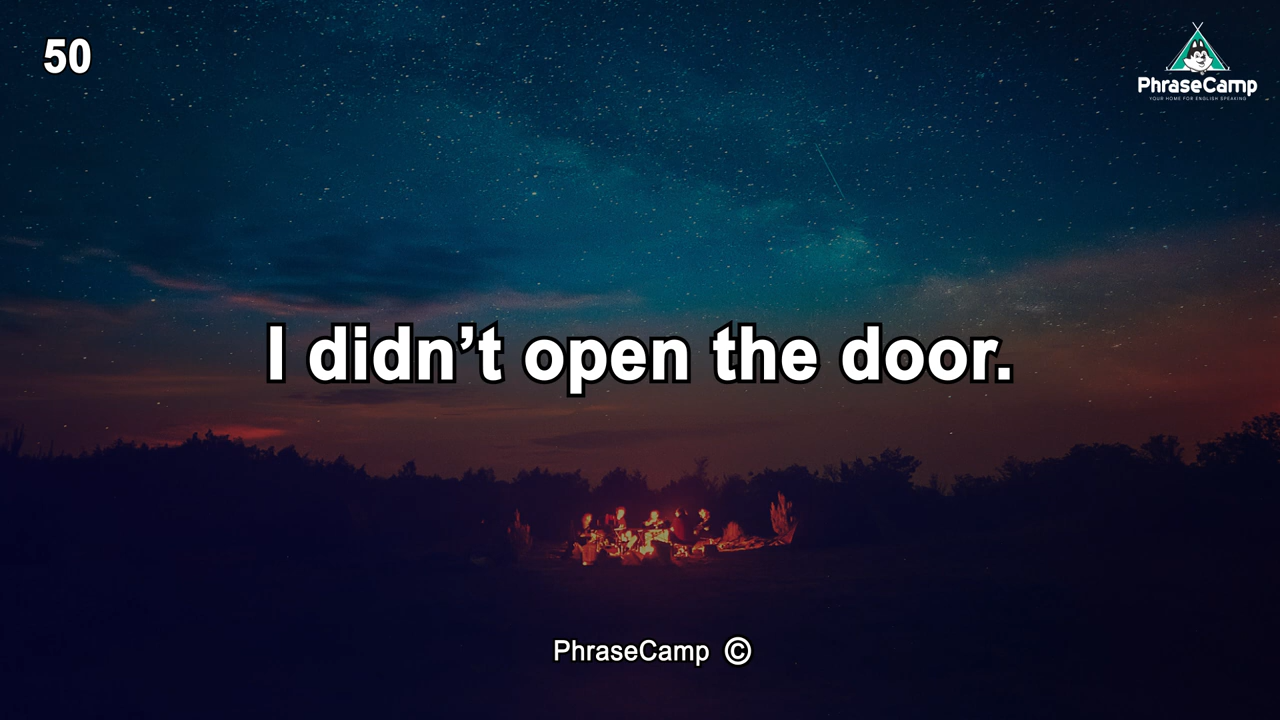 50
PhraseCamp
YOUR HOME FOR ENGLISH SPEAKING
I didn’t open the door.
PhraseCamp ©